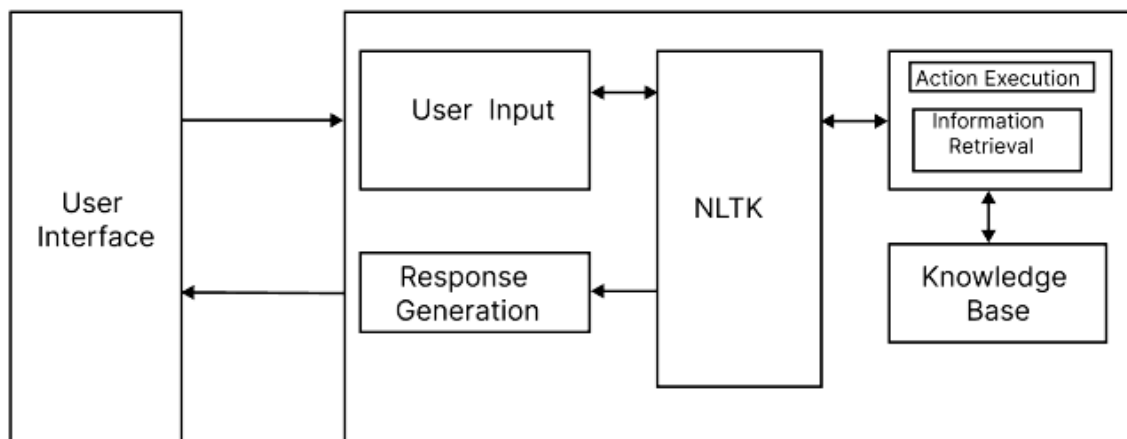 User
Interface
User Input
Response
Generation
NLTK
Action Execution
Information
Retrieval
Knowledge
Base